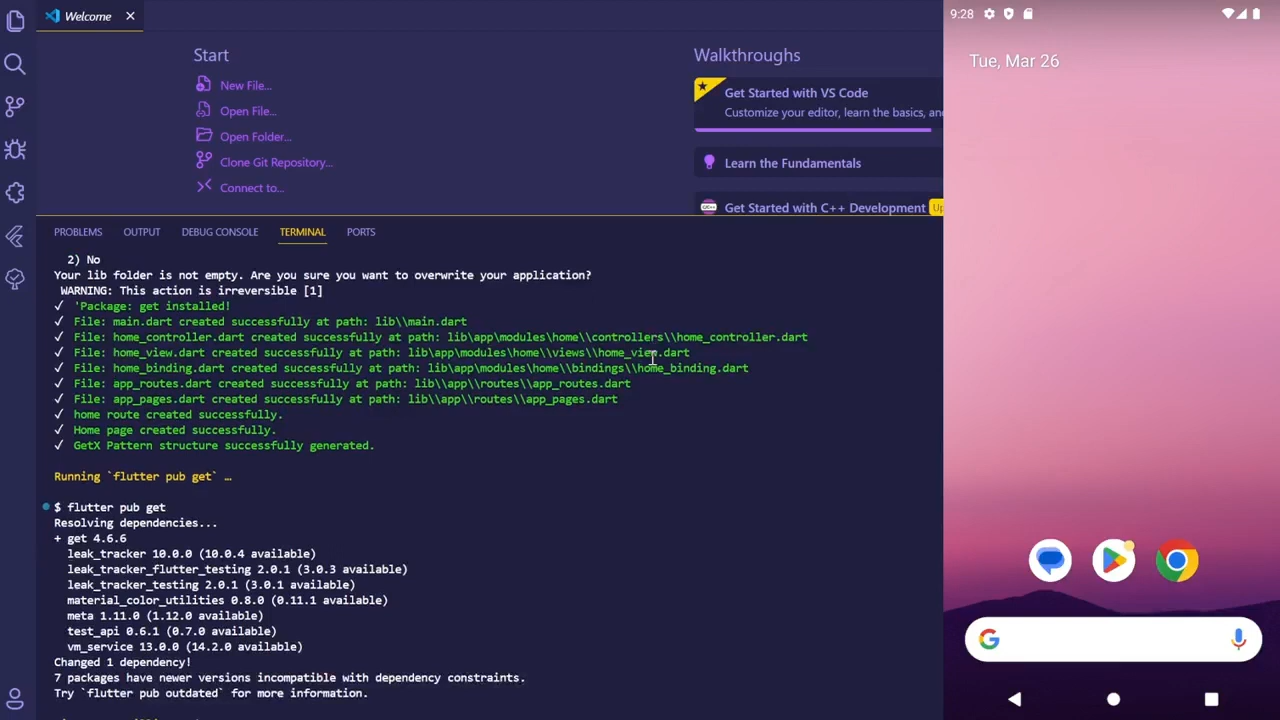 Welcome
Start
New File...
Open File...
Open Folder...
Clone Git Repository...
Connect to...
Walkthroughs
Get Started with VS Code
Customize your editor, learn the basics, and
Learn the Fundamentals
Get Started with C++ Development
PROBLEMS OUTPUT DEBUG CONSOLE TERMINAL PORTS
2) No
Your lib folder is not empty. Are you sure you want to overwrite your application?
WARNING: This action is irreversible [1]
✓ 'Package: get installed!
✓ File: main.dart created successfully at path: lib\\main.dart
✓ File: home_controller.dart created successfully at path: lib\app\modules\home\\controllers\\home_controller.dart
✓ File: home_view.dart created successfully at path: lib\app\modules\home\\views\\home_view.dart
✓ File: home_binding.dart created successfully at path: lib\app\modules\home\\bindings\\home_binding.dart
✓ File: app_routes.dart created successfully at path: lib\\app\\routes\\app_routes.dart
✓ File: app_pages.dart created successfully at path: lib\\app\\routes\\app_pages.dart
✓ home route created successfully.
✓ Home page created successfully.
✓ GetX Pattern structure successfully generated.
Running `flutter pub get` …
$ flutter pub get
Resolving dependencies...
+ get 4.6.6
leak_tracker 10.0.0 (10.0.4 available)
leak_tracker_flutter_testing 2.0.1 (3.0.3 available)
leak_tracker_testing 2.0.1 (3.0.1 available)
material_color_utilities 0.8.0 (0.11.1 available)
meta 1.11.0 (1.12.0 available)
test_api 0.6.1 (0.7.0 available)
vm_service 13.0.0 (14.2.0 available)
Changed 1 dependency!
7 packages have newer versions incompatible with dependency constraints.
Try `flutter pub outdated` for more information.
9:28
Tue, Mar 26